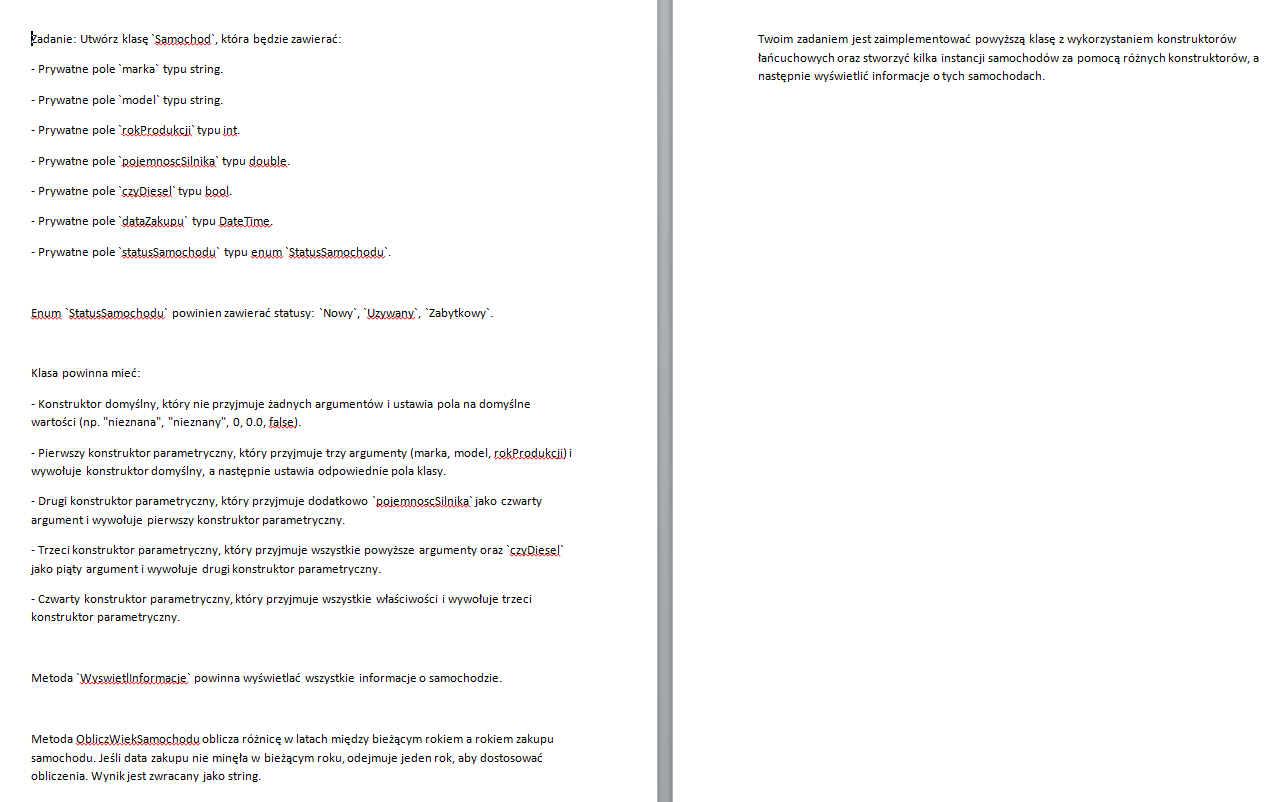 Zadanie: Utwórz klasę `Samochod`, która będzie zawierać:
- Prywatne pole `marka` typu string.
- Prywatne pole `model` typu string.
- Prywatne pole `rokProdukcji` typu int.
- Prywatne pole `pojemnoscSilnika` typu double.
- Prywatne pole `czyDiesel` typu bool.
- Prywatne pole `dataZakupu` typu DateTime.
- Prywatne pole `statusSamochodu` typu enum `StatusSamochodu`.
Enum `StatusSamochodu` powinien zawierać statusy: `Nowy`, `Uzywany`, `Zabytkowy`.
Klasa powinna mieć:
- Konstruktor domyślny, który nie przyjmuje żadnych argumentów i ustawia pola na domyślne
wartości (np. "nieznana", "nieznany", 0, 0.0, false).
- Pierwszy konstruktor parametryczny, który przyjmuje trzy argumenty (marka, model, rokProdukcji) i
wywołuje konstruktor domyślny, a następnie ustawia odpowiednie pola klasy.
- Drugi konstruktor parametryczny, który przyjmuje dodatkowo `pojemnoscSilnika` jako czwarty
argument i wywołuje pierwszy konstruktor parametryczny.
- Trzeci konstruktor parametryczny, który przyjmuje wszystkie powyższe argumenty oraz `czyDiesel`
jako piąty argument i wywołuje drugi konstruktor parametryczny.
- Czwarty konstruktor parametryczny, który przyjmuje wszystkie właściwości i wywołuje trzeci
konstruktor parametryczny.
Metoda `WyswietlInformacje` powinna wyświetlać wszystkie informacje o samochodzie.
Metoda ObliczWiekSamochodu oblicza różnicę w latach między bieżącym rokiem a rokiem zakupu
samochodu. Jeśli data zakupu nie minęła w bieżącym roku, odejmuje jeden rok, aby dostosować
obliczenia. Wynik jest zwracany jako string.
Twoim zadaniem jest zaimplementować powyższą klasę z wykorzystaniem konstruktorów
łańcuchowych oraz stworzyć kilka instancji samochodów za pomocą różnych konstruktorów, a
następnie wyświetlić informacje o tych samochodach.